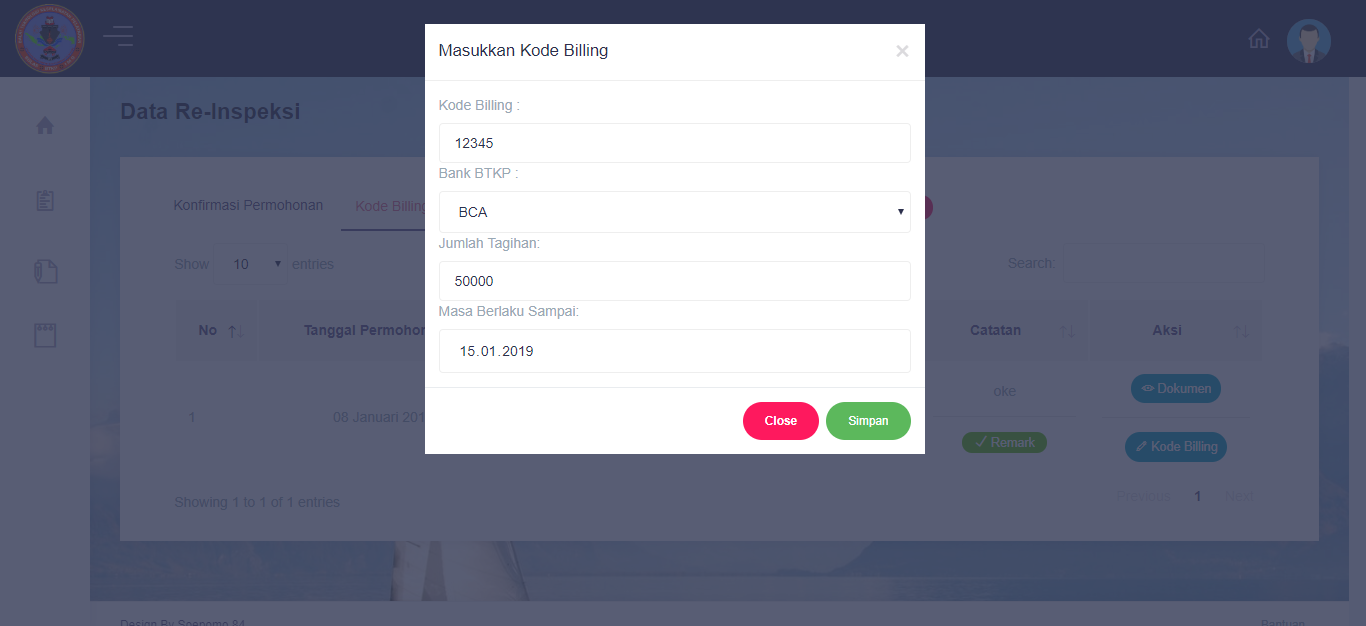 Masukkan Kode Billing ×
Kode Billing :
12345
Bank BTKP :
BCA
Jumlah Tagihan:
50000
Masa Berlaku Sampai:
15.01.2019
Close Simpan
Data Re-Inspeksi
Konfirmasi Permohonan Kode Billing
Show 10 entries Search:
No Tanggal Permohon Catatan Aksi
1 08 Januari 201 oke Dokumen
Remark Kode Billing
Showing 1 to 1 of 1 entries Previous 1 Next
Design By Soepomo 84 Bantuan